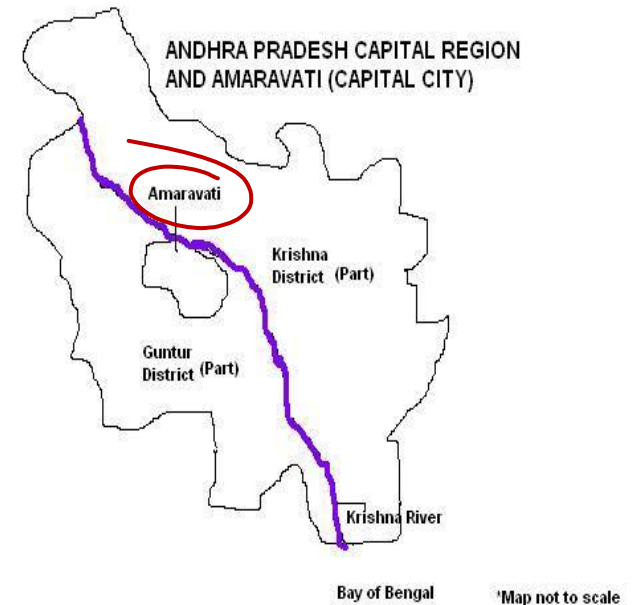 ANDHRA PRADESH CAPITAL REGION
AND AMARAVATI (CAPITAL CITY)
Amaravati
Krishna
District (Part)
Guntur
District (Part)
Krishna River
Bay of Bengal
*Map not to scale